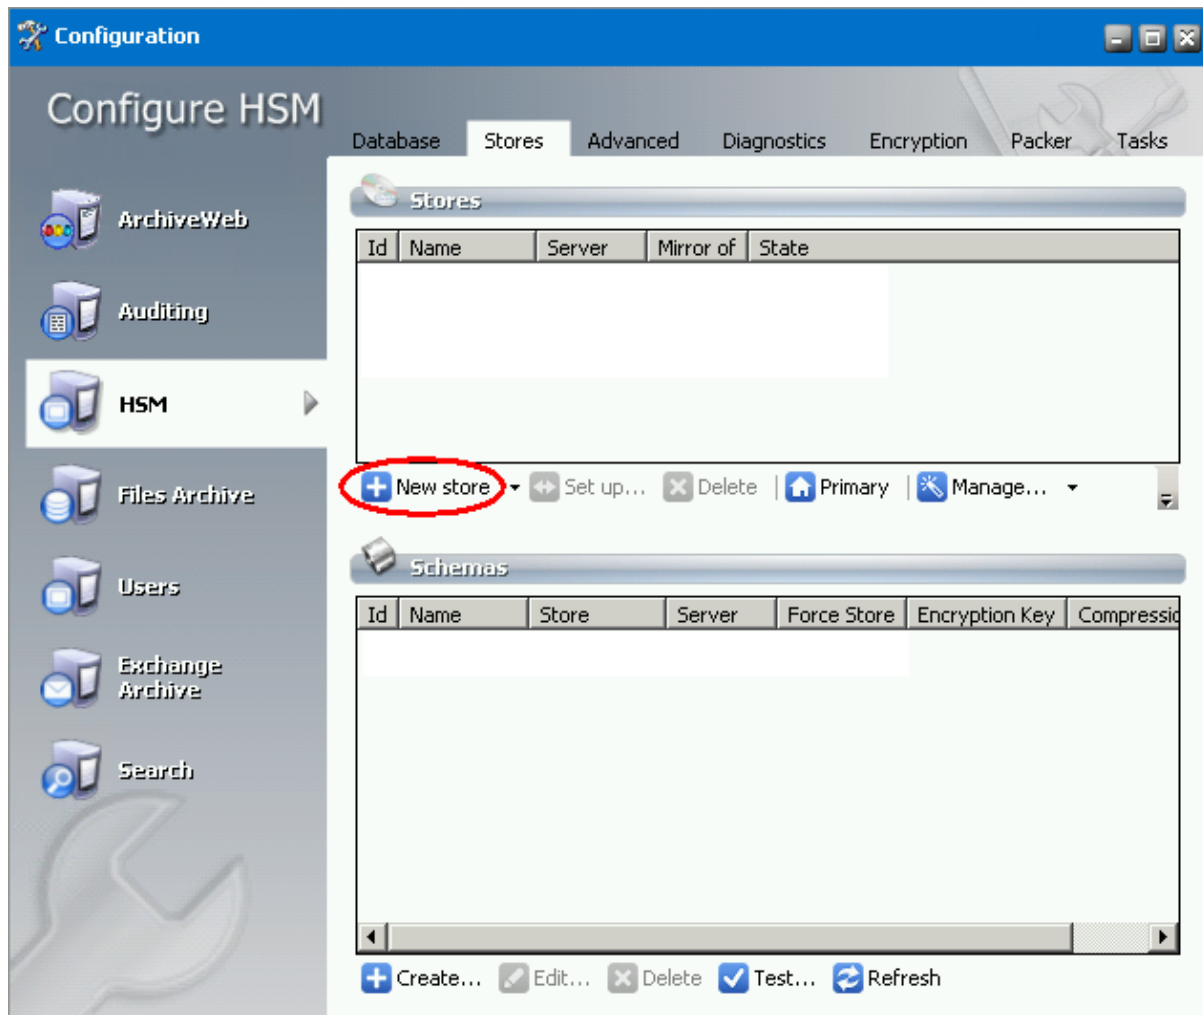 Configuration
Configure HSM
Database Stores Advanced Diagnostics Encryption Packer Tasks
ArchiveWeb
Auditing
HSM
Files Archive
Users
Exchange
Archive
Search
Stores
Id Name Server Mirror of State
New store Set up... Delete Primary Manage...
Schemas
Id Name Store Server Force Store Encryption Key Compressio
Create... Edit... Delete Test... Refresh